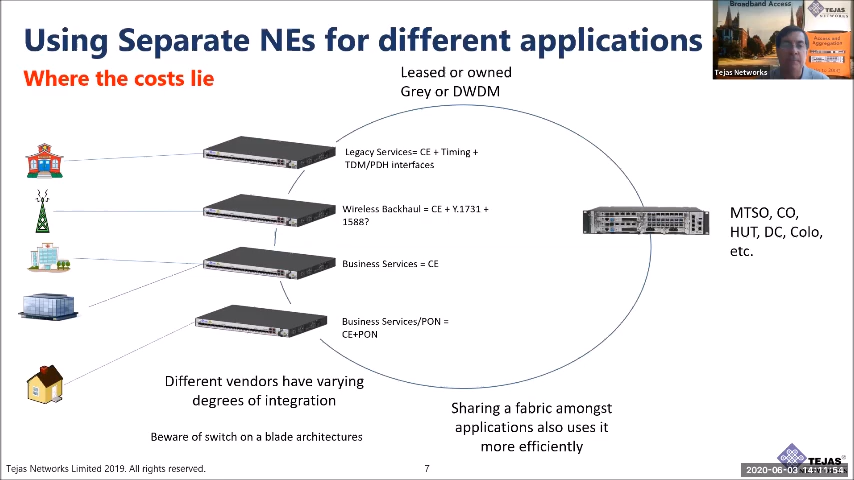 Using Separate NEs for different applications
Where the costs lie
Broadband Access
TEJAS
NETWORKS
Access and
Aggregation
Tejas Networks
Leased or owned
Grey or DWDM
Legacy Services= CE + Timing +
TDM/PDH interfaces
Wireless Backhaul = CE + Y.1731 +
1588?
MTSO, CO,
HUT, DC, Colo,
etc.
Business Services = CE
Business Services/PON =
CE+PON
Different vendors have varying
degrees of integration
Sharing a fabric amongst
applications also uses it
more efficiently
Beware of switch on a blade architectures
Tejas Networks Limited 2019. All rights reserved.
7
TEJAS
2020-06-03 14:11:54